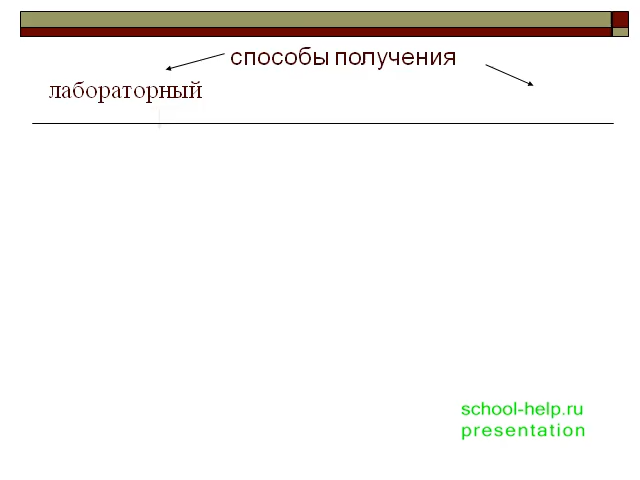 способы получения
лабораторный
school-help.ru
presentation